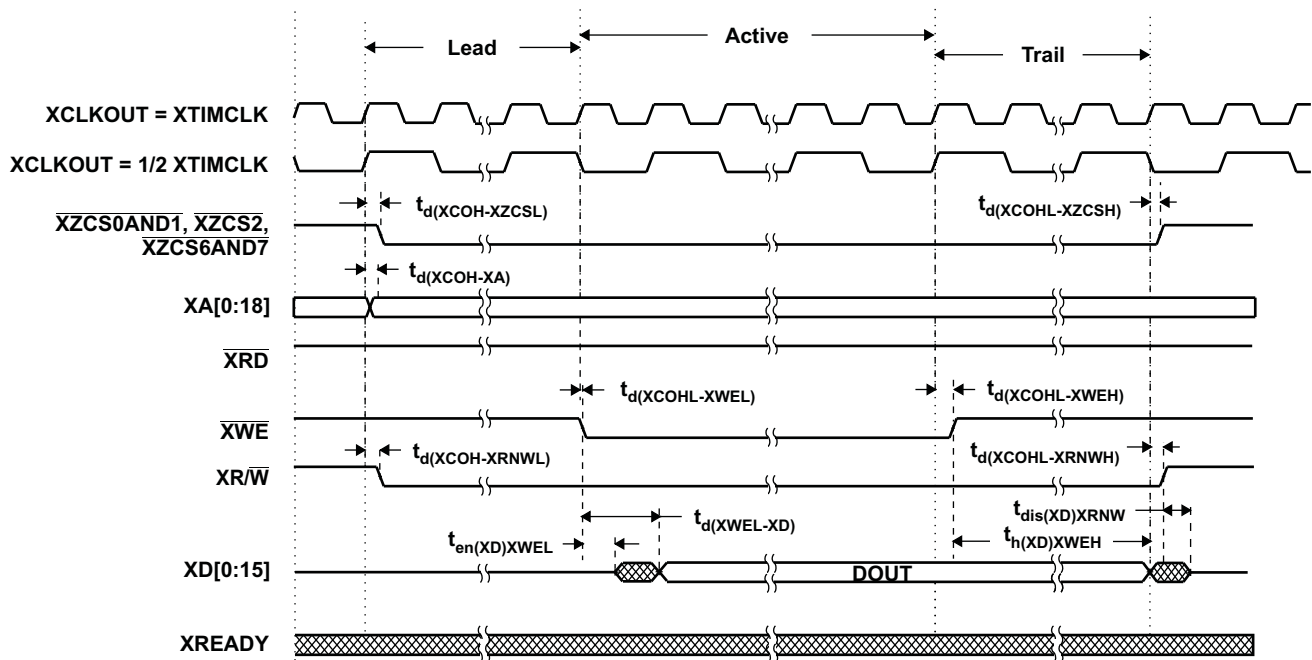 Lead
Active
Trail
XCLKOUT = XTIMCLK
XCLKOUT = 1/2 XTIMCLK
td(XCOH-XZCSL)
td(XCOHL-XZCSH)
XZCS0AND1, XZCS2,
XZCS6AND7
td(XCOH-XA)
XA[0:18]
XRD
td(XCOHL-XWEL)
td(XCOHL-XWEH)
XWE
td(XCOH-XRNWL)
td(XCOHL-XRNWH)
XR/W
tdis(XD)XRNW
td(XWEL-XD)
ten(XD)XWEL
th(XD)XWEH
XD[0:15]
DOUT
XREADY